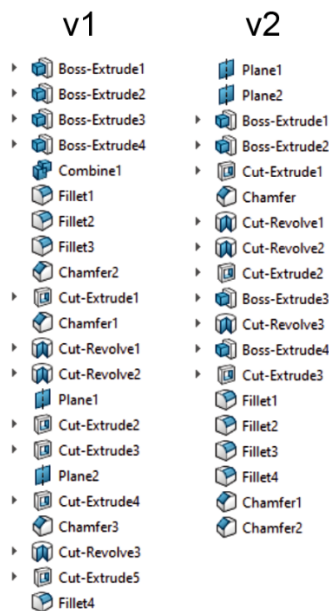 v1
Boss-Extrude1
Boss-Extrude2
Boss-Extrude3
Boss-Extrude4
Combine1
Fillet1
Fillet2
Fillet3
Chamfer2
Cut-Extrude1
Chamfer1
Cut-Revolve1
Cut-Revolve2
Plane1
Cut-Extrude2
Cut-Extrude3
Plane2
Cut-Extrude4
Chamfer3
Cut-Revolve3
Cut-Extrude5
Fillet4
v2
Plane1
Plane2
Boss-Extrude1
Boss-Extrude2
Cut-Extrude1
Chamfer
Cut-Revolve1
Cut-Revolve2
Cut-Extrude2
Boss-Extrude3
Cut-Revolve3
Boss-Extrude4
Cut-Extrude3
Fillet1
Fillet2
Fillet3
Fillet4
Chamfer1
Chamfer2